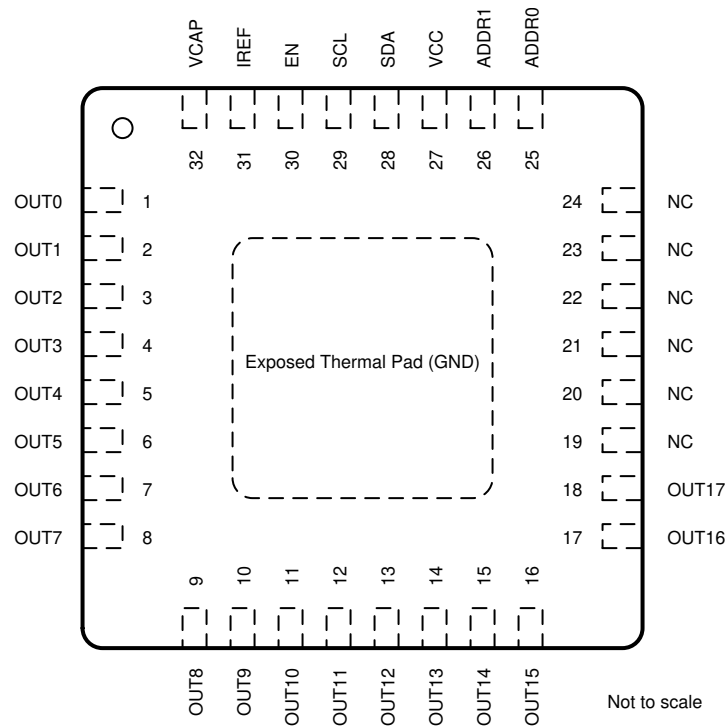 VCAP
IREF
EN
SCL
SDA
VCC
ADDR1
ADDR0
32
31
30
29
28
27
26
25
OUT0 1
24 NC
OUT1 2
23 NC
OUT2 3
22 NC
OUT3 4
21 NC
Exposed Thermal Pad (GND)
OUT4 5
20 NC
OUT5 6
19 NC
OUT6 7
18 OUT17
OUT7 8
17 OUT16
9
10
11
12
13
14
15
16
OUT8
OUT9
OUT10
OUT11
OUT12
OUT13
OUT14
OUT15
Not to scale